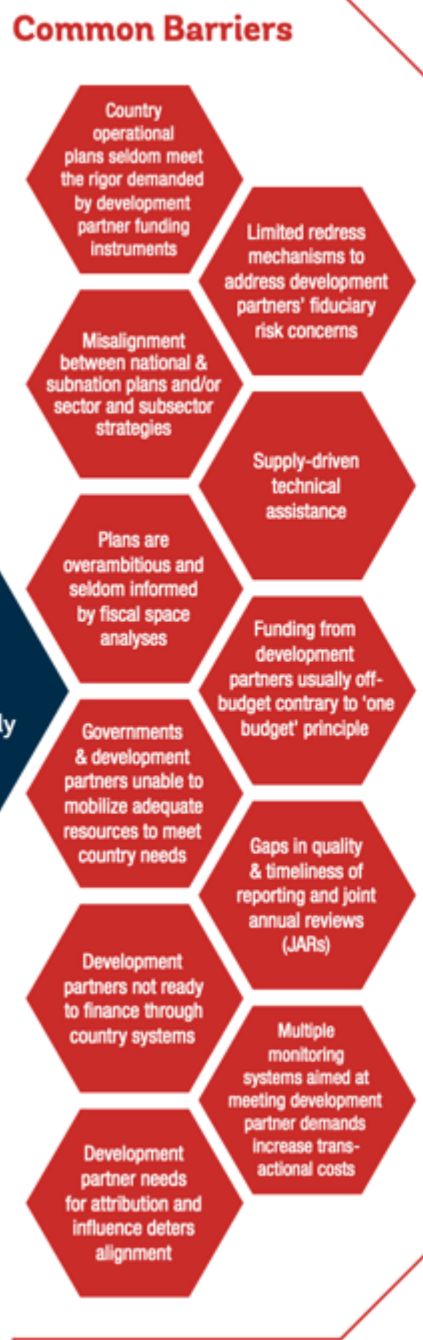 Common Barriers
Country
operational
plans seldom meet
the rigor demanded
by development
partner funding
instruments
Limited redress
mechanisms to
address development
partners' fiduciary
risk concerns
Misalignment
between national &
subnation plans and/or
sector and subsector
strategies
Supply-driven
technical
assistance
Plans are
overambitious and
seldom informed
by fiscal space
analyses
Funding from
development
partners usually off-
budget contrary to 'one
budget' principle
ly
Governments
& development
partners unable to
mobilize adequate
resources to meet
country needs
Gaps in quality
& timeliness of
reporting and joint
annual reviews
(JARs)
Development
partners not ready
to finance through
country systems
Multiple
monitoring
systems aimed at
meeting development
partner demands
increase trans-
actional costs
Development
partner needs
for attribution and
influence deters
alignment